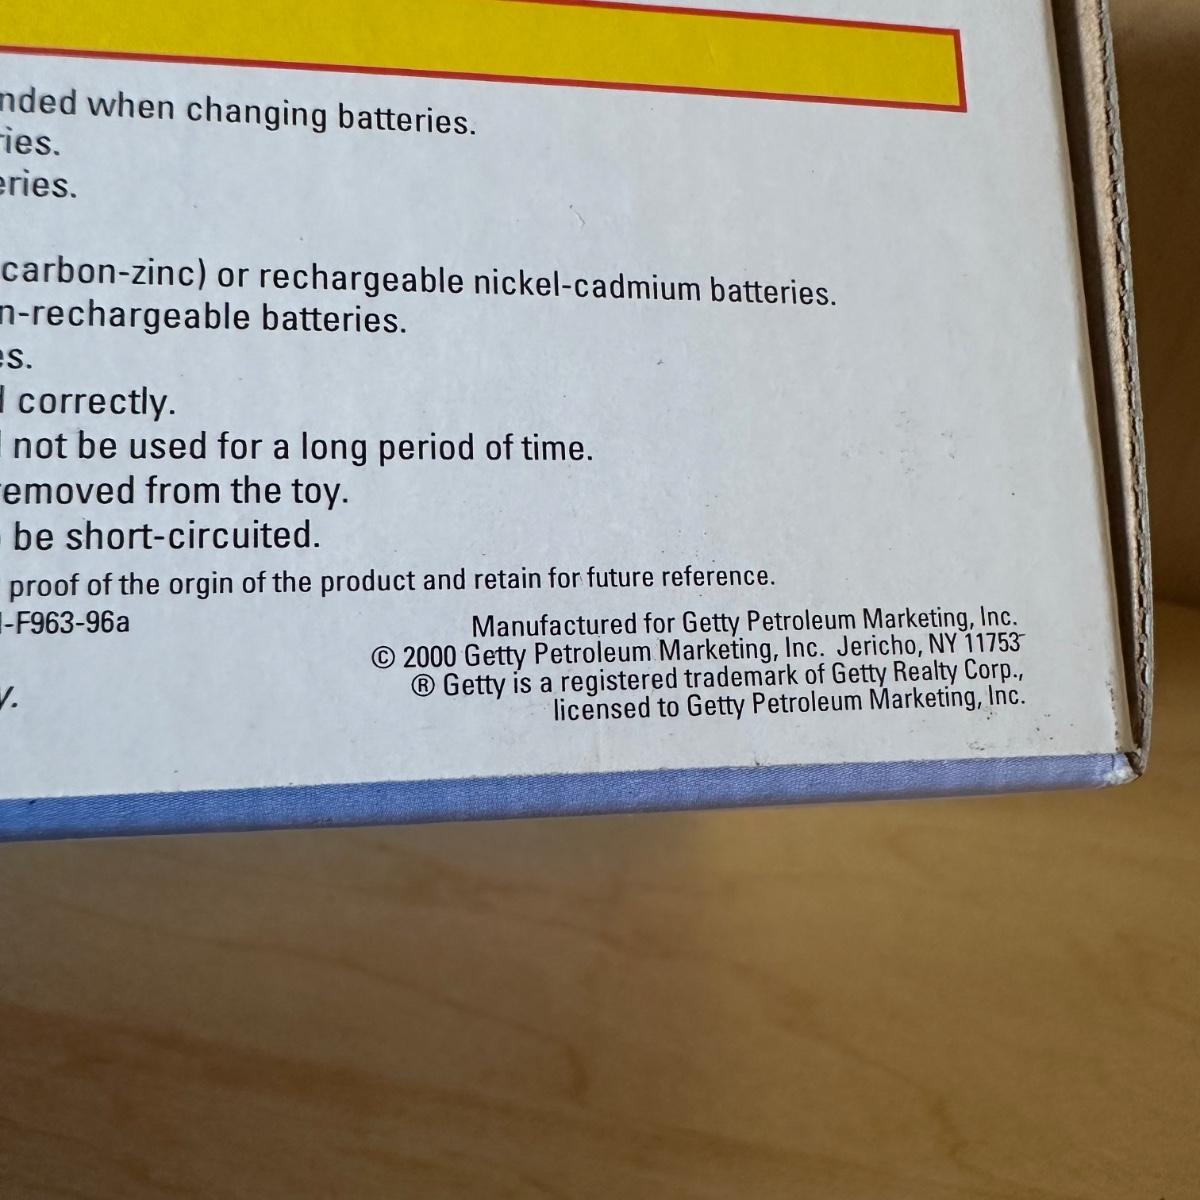 nded when changing batteries.
ries.
eries.
carbon-zinc) or rechargeable nickel-cadmium batteries.
n-rechargeable batteries.
es.
correctly.
not be used for a long period of time.
removed from the toy.
be short-circuited.
proof of the orgin of the product and retain for future reference.
-F963-96a
Manufactured for Getty Petroleum Marketing, Inc.
© 2000 Getty Petroleum Marketing, Inc. Jericho, NY 11753
® Getty is a registered trademark of Getty Realty Corp.,
y.
licensed to Getty Petroleum Marketing, Inc.